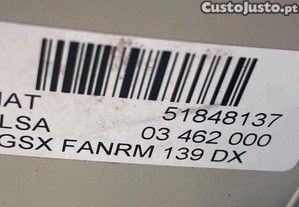 CustoJusto.pt
IAT 51848137
LSA 03 462 000
GSX FANRM 139 DX